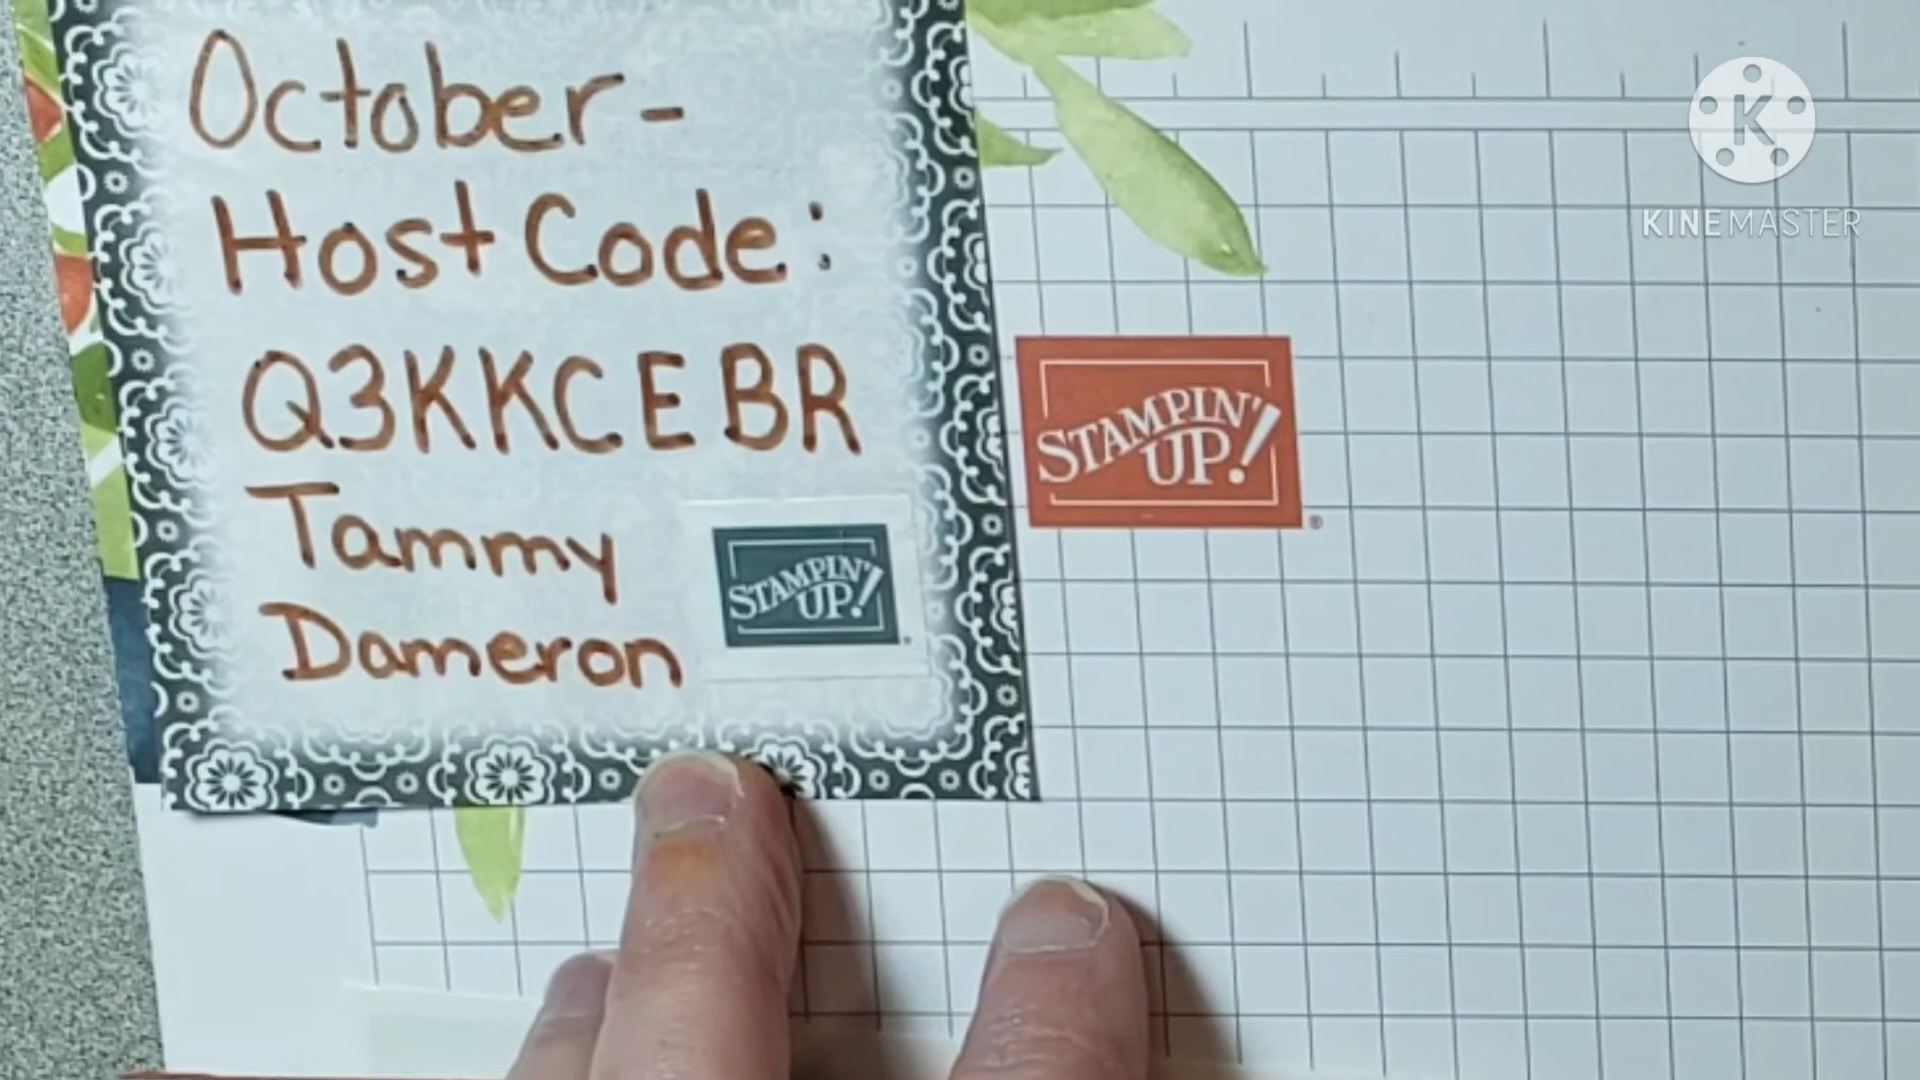 October-
Host Code:
Q3KKCEBR
Tammy
Dameron
STAMPIN'
UP!
STAMPIN'
UP!
®
KINEMASTER
K